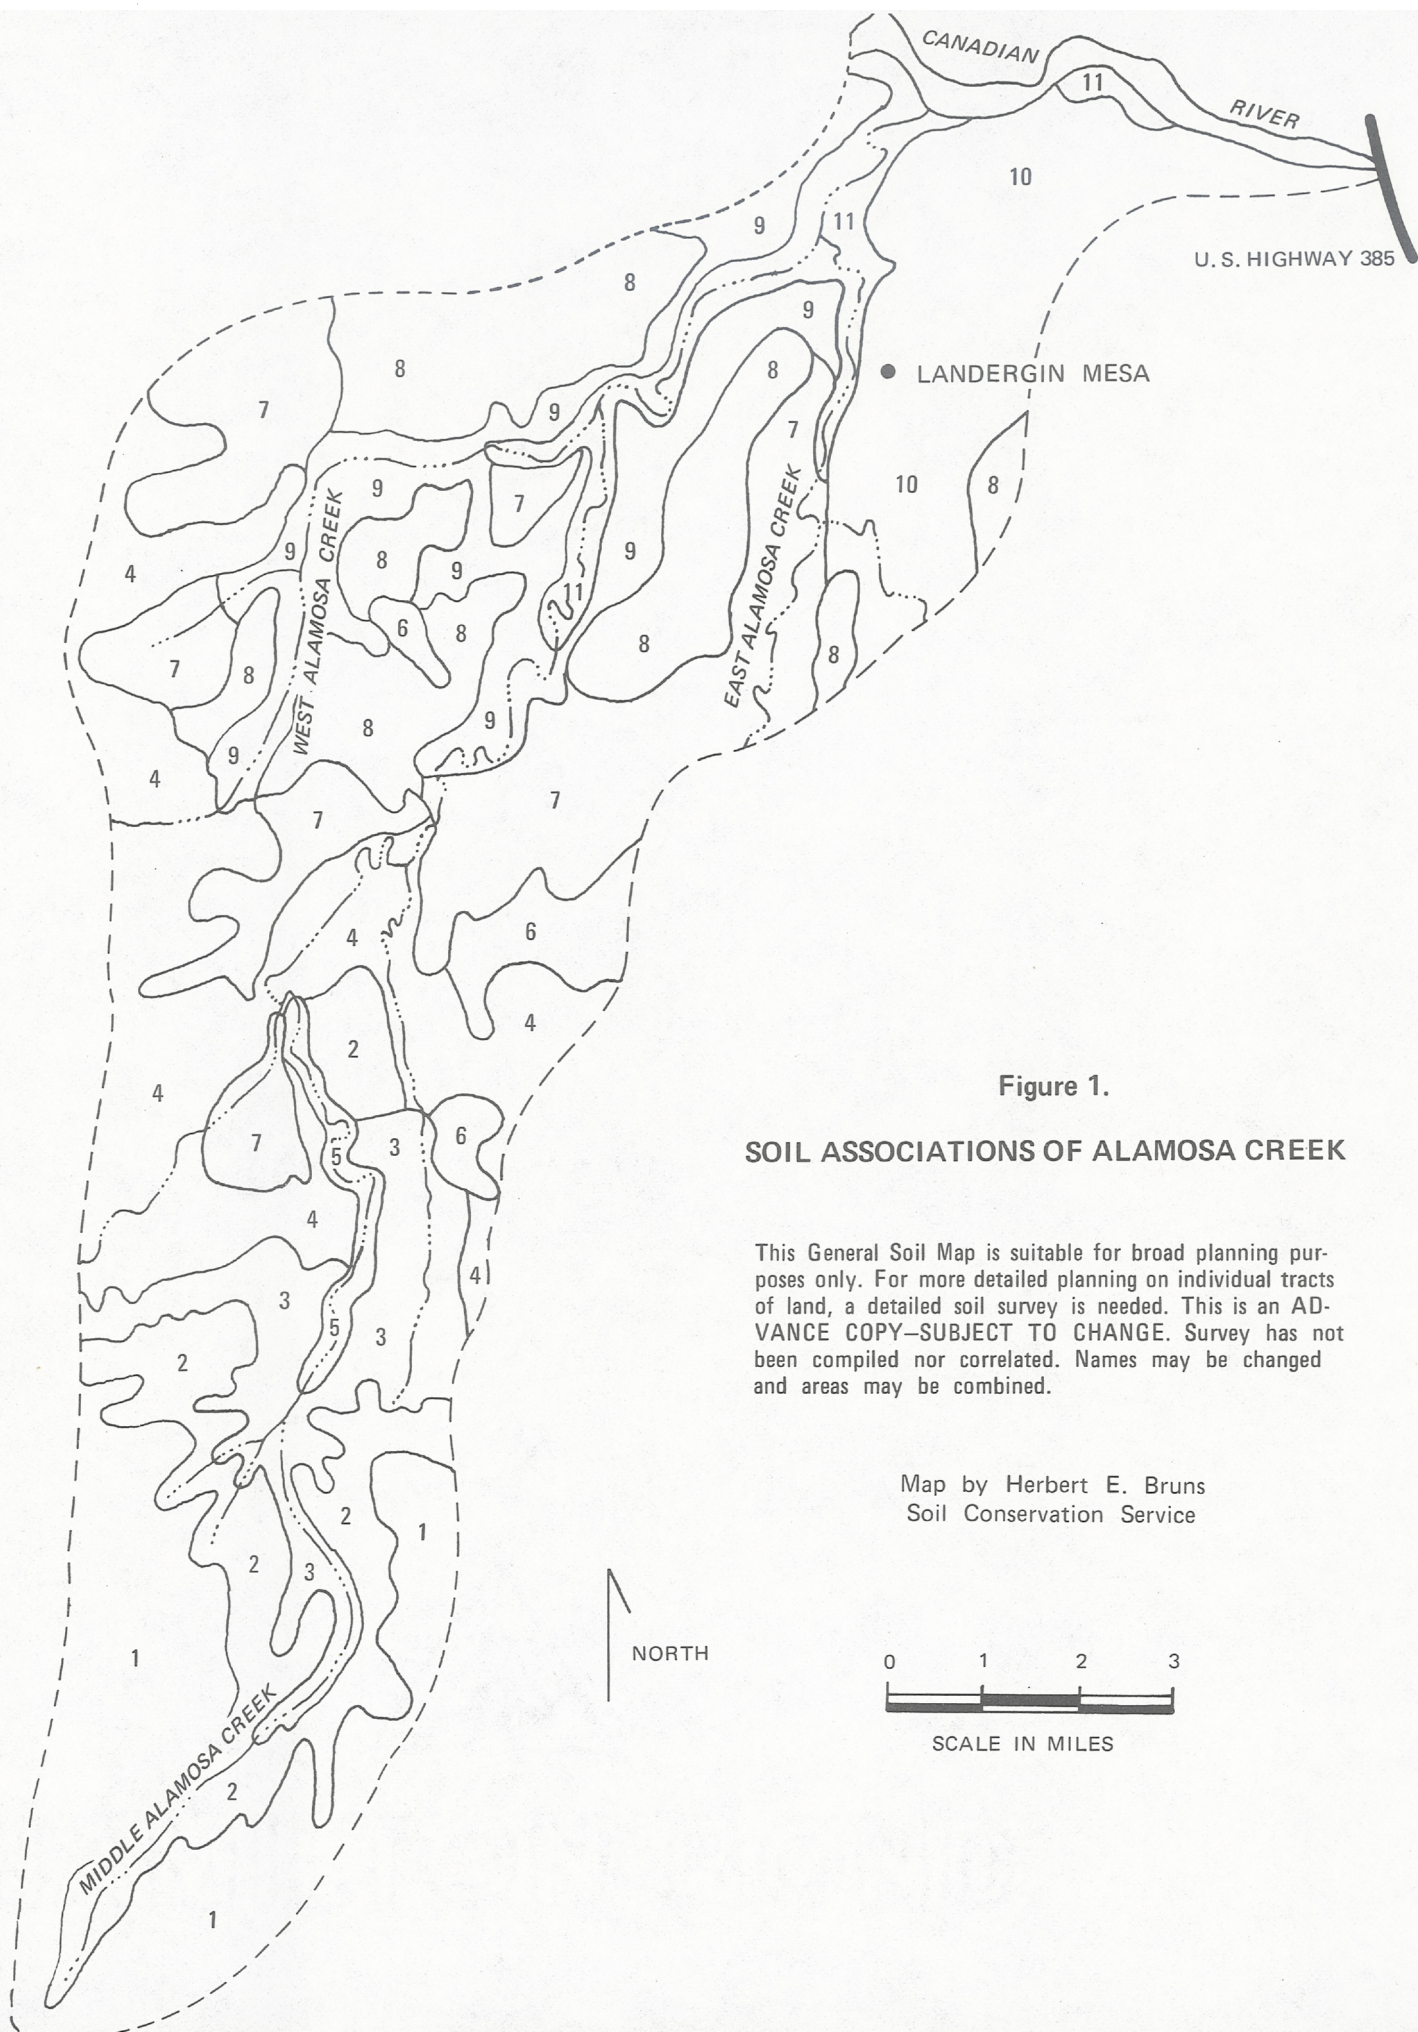 CANADIAN
RIVER
11
10
U. S. HIGHWAY 385
9
11
8
9
8
LANDERGIN MESA
8
7
9
7
9
7
10
8
WEST ALAMOSA CREEK
EAST ALAMOSA CREEK
9
8
9
9
4
11
6
8
8
8
7
8
9
8
9
4
7
7
4
6
4
2
4
7
5
3
6
4
4
3
5
3
2
2
1
2
3
1
MIDDLE ALAMOSA CREEK
2
1
Figure 1.
SOIL ASSOCIATIONS OF ALAMOSA CREEK
This General Soil Map is suitable for broad planning pur-
poses only. For more detailed planning on individual tracts
of land, a detailed soil survey is needed. This is an AD-
VANCE COPY–SUBJECT TO CHANGE. Survey has not
been compiled nor correlated. Names may be changed
and areas may be combined.
Map by Herbert E. Bruns
Soil Conservation Service
NORTH
0 1 2 3
SCALE IN MILES